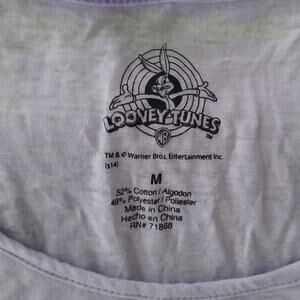 LOONEY TUNES
TM
WB
TM & © Warner Bros. Entertainment Inc.
(s14)
M
52% Cotton / Algodon
48% Polyester / Poliester
Made in China
Hecho en China
RN# 71868